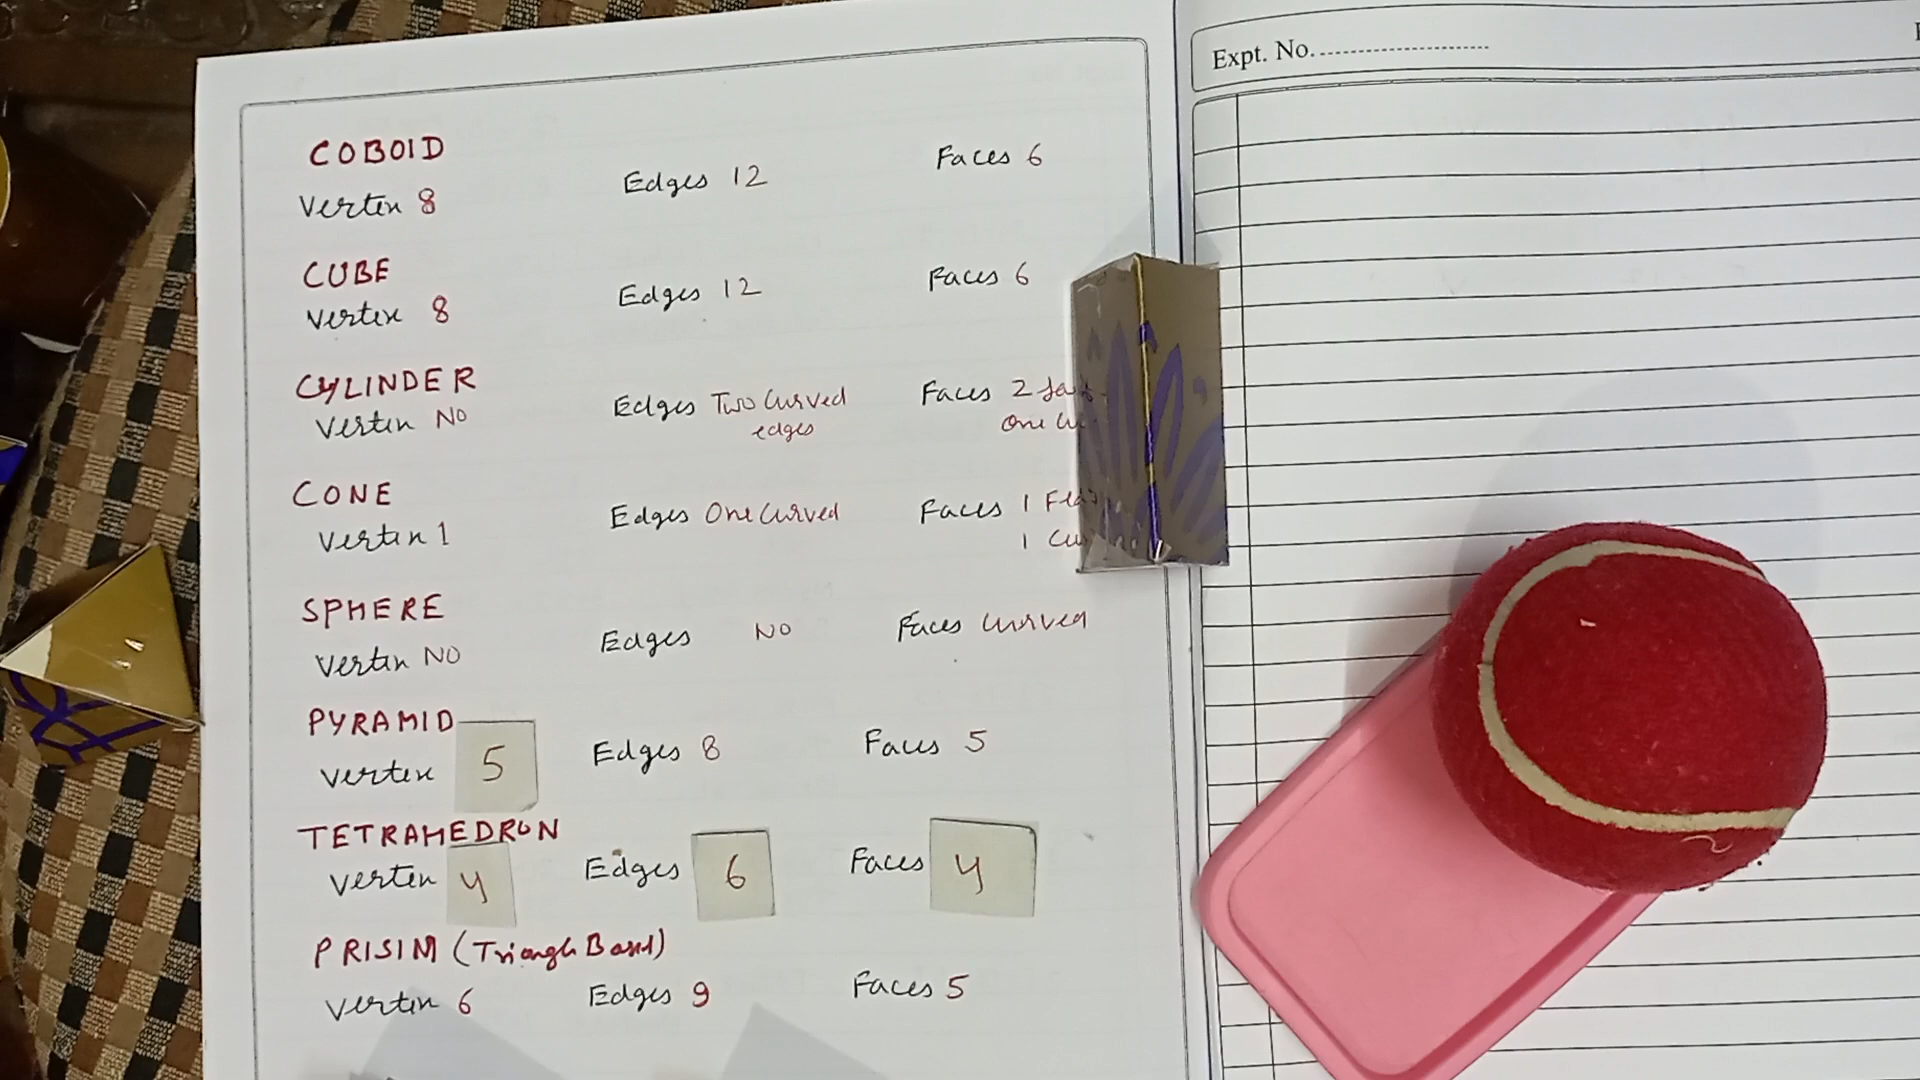 Expt. No.
COBOID
Vertex 8 Edges 12 Faces 6
CUBE
Vertex 8 Edges 12 Faces 6
CYLINDER
Vertex No Edges Two Curved Faces 2
edges One
CONE
Vertex 1 Edges One Curved Faces 1
1
SPHERE
Vertex NO Edges NO Faces Curved
PYRAMID
Vertex 5 Edges 8 Faces 5
TETRAHEDRON
Vertex 4 Edges 6 Faces 4
PRISIM (Triangle Based)
Vertex 6 Edges 9 Faces 5